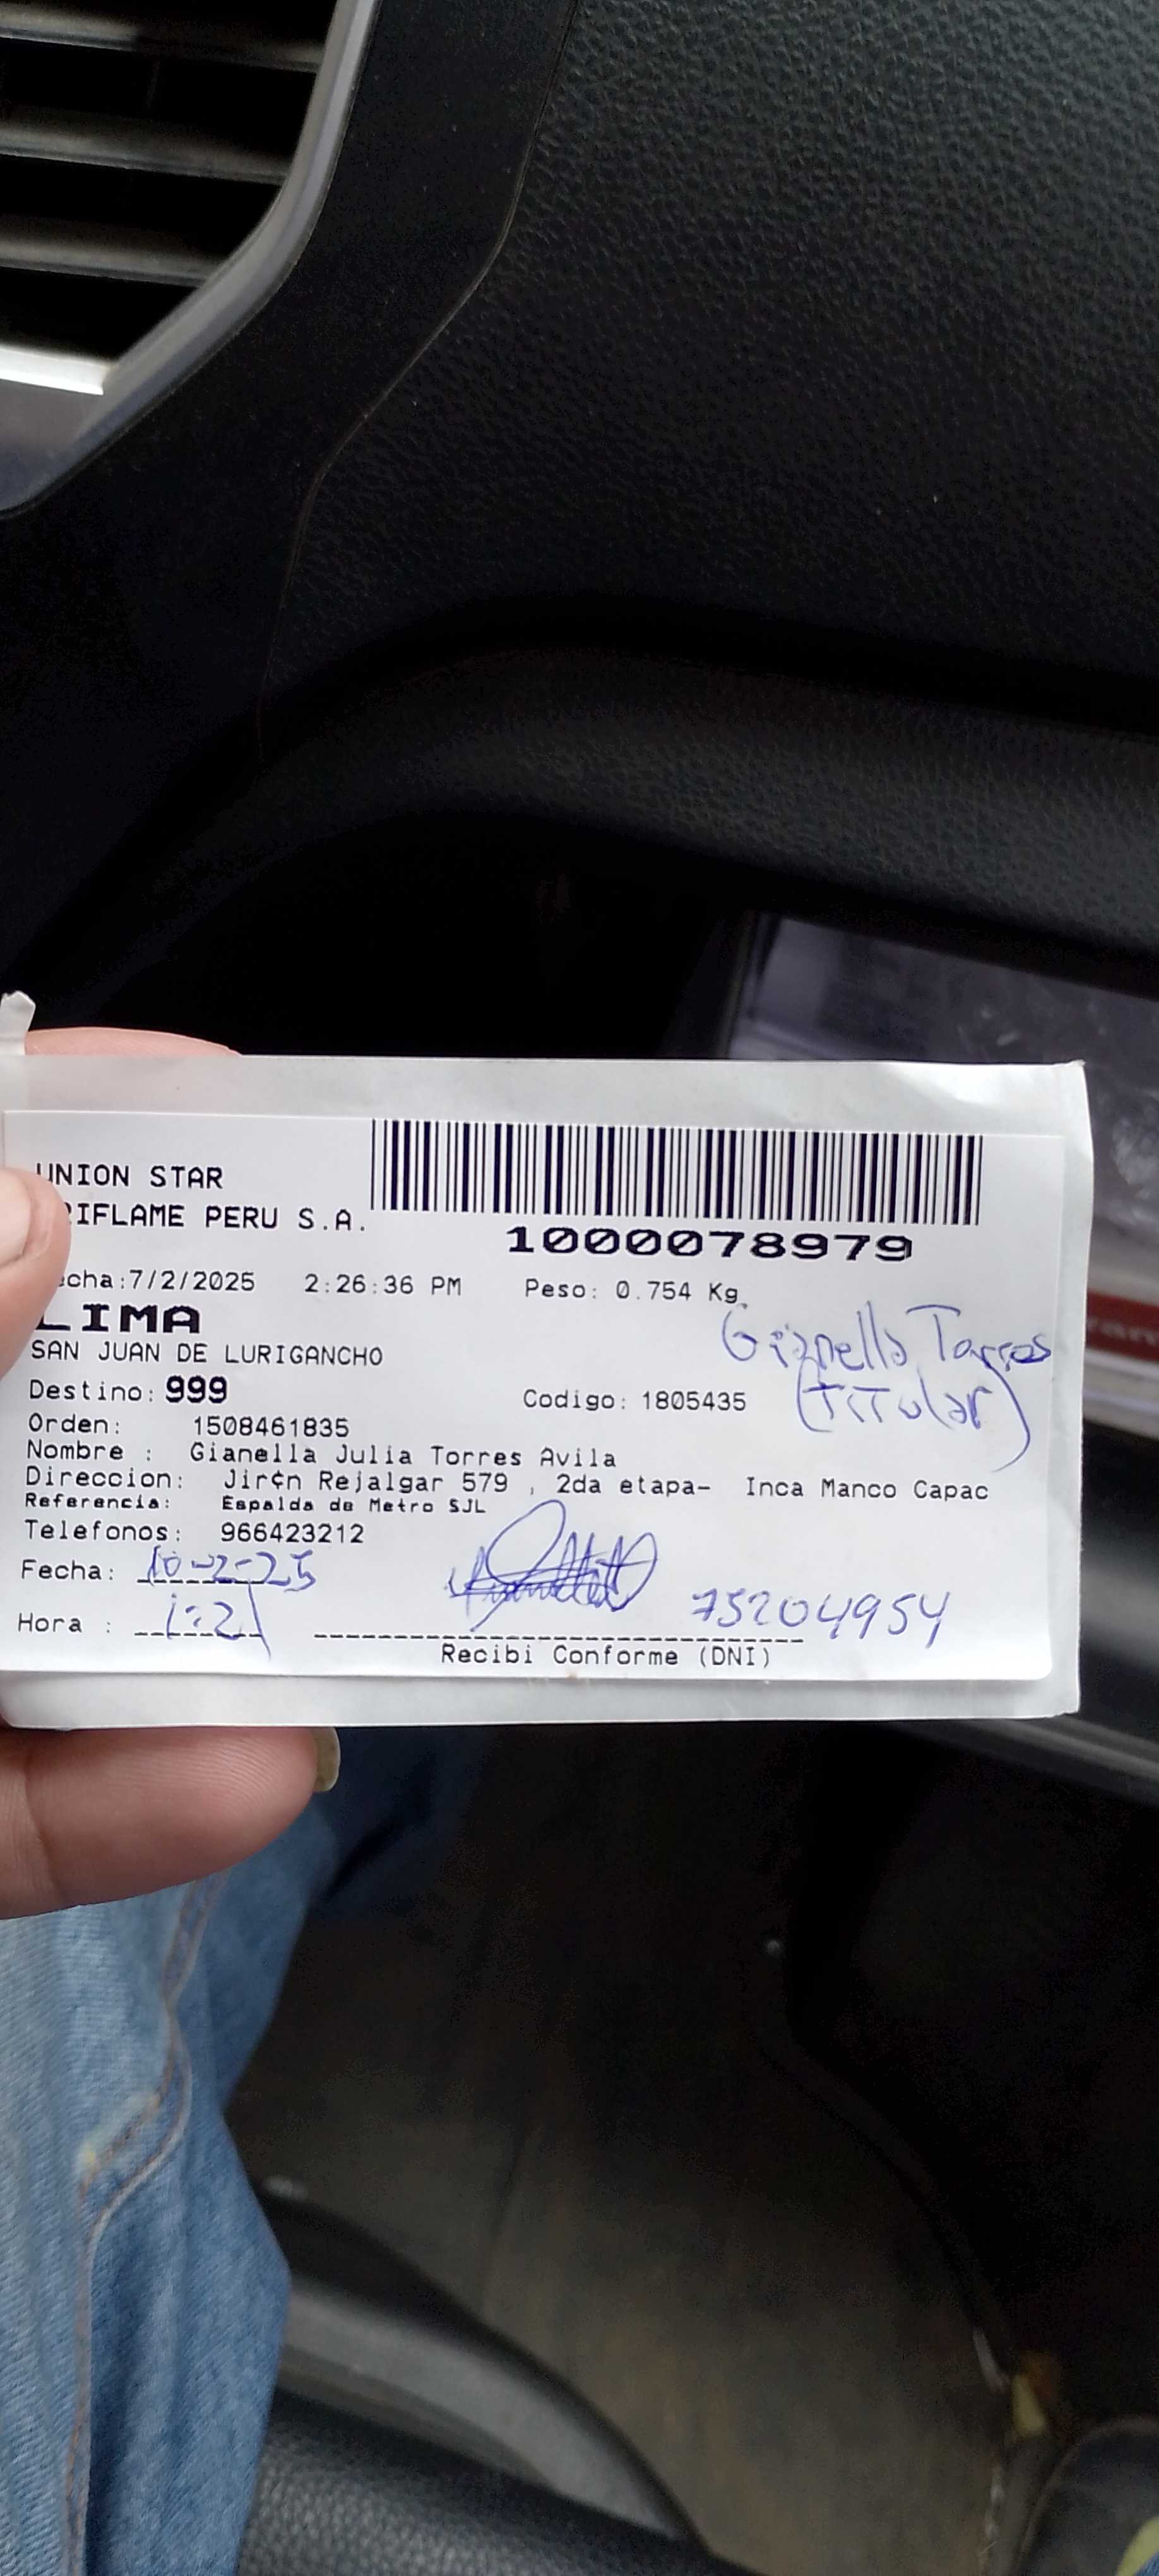 UNION STAR
RIFLAME PERU S.A.
1000078979
echa:7/2/2025 2:26:36 PM Peso: 0.754 Kg.
LIMA
Gianella Torres
SAN JUAN DE LURIGANCHO
(TITular)
Destino: 999 Codigo: 1805435
Orden: 1508461835
Nombre : Gianella Julia Torres Avila
Direccion: Jir¢n Rejalgar 579 , 2da etapa- Inca Manco Capac
Referencia: Espalda de Metro SJL
Telefonos: 966423212
Fecha: 10-2-25
Hora : 1:21
75204954
Recibi Conforme (DNI)